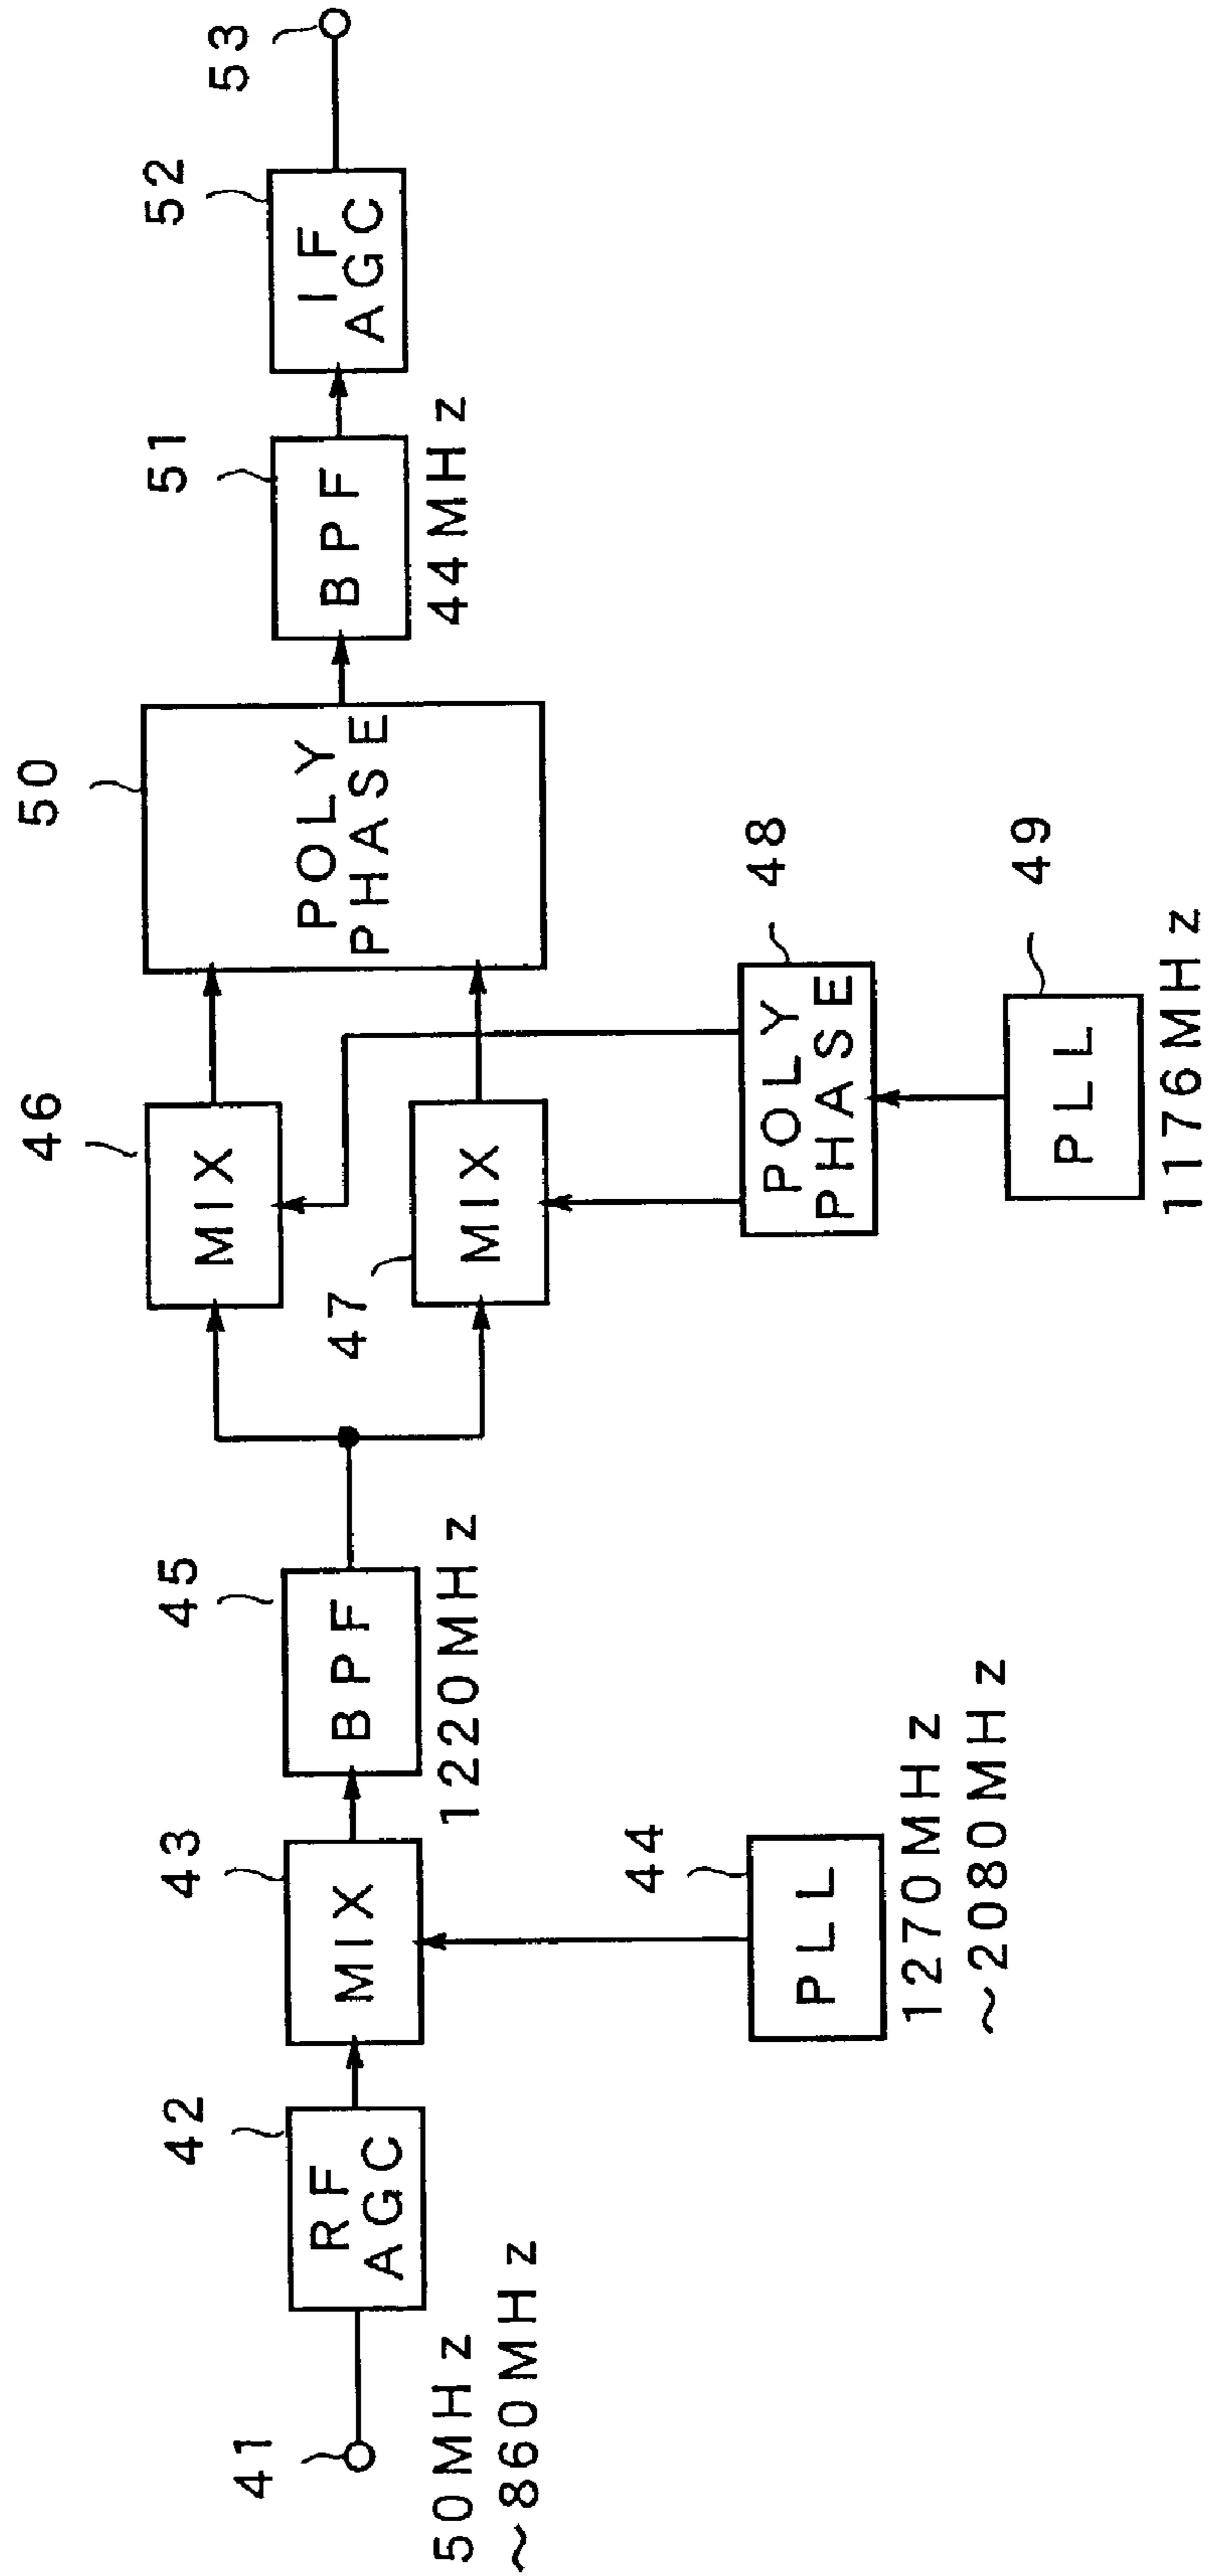 41
50MHz
~860MHz
42
RF
AGC
43
MIX
44
PLL
1270MHz
~2080MHz
45
BPF
1220MHz
46
MIX
47
MIX
48
POLY
PHASE
49
PLL
1176MHz
50
POLY
PHASE
51
BPF
44MHz
52
IF
AGC
53